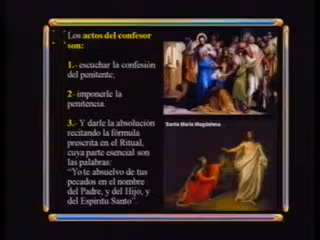 Los actos del confesor
son:
1.- escuchar la confesión
del penitente,
2- imponerle la
penitencia.
3.- Y darle la absolución
recitando la fórmula
prescrita en el Ritual,
cuya parte esencial son
las palabras:
“Yo te absuelvo de tus
pecados en el nombre
del Padre, y del Hijo, y
del Espíritu Santo”.
Santa María Magdalena